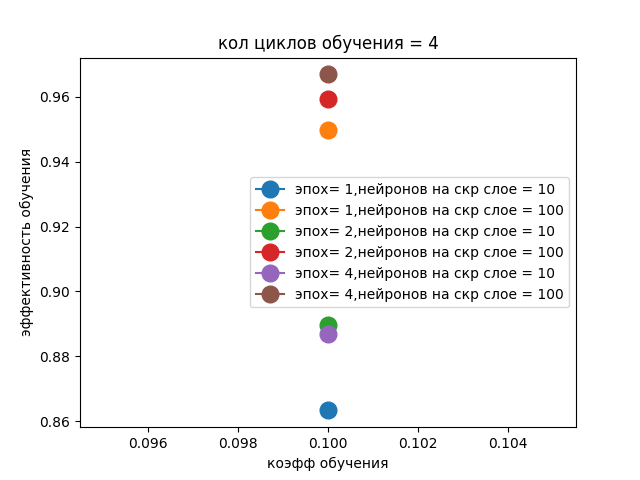 кол циклов обучения = 4
эффективность обучения
0.96
0.94
0.92
0.90
0.88
0.86
эпох= 1,нейронов на скр слое = 10
эпох= 1,нейронов на скр слое = 100
эпох= 2,нейронов на скр слое = 10
эпох= 2,нейронов на скр слое = 100
эпох= 4,нейронов на скр слое = 10
эпох= 4,нейронов на скр слое = 100
0.096 0.098 0.100 0.102 0.104
коэфф обучения